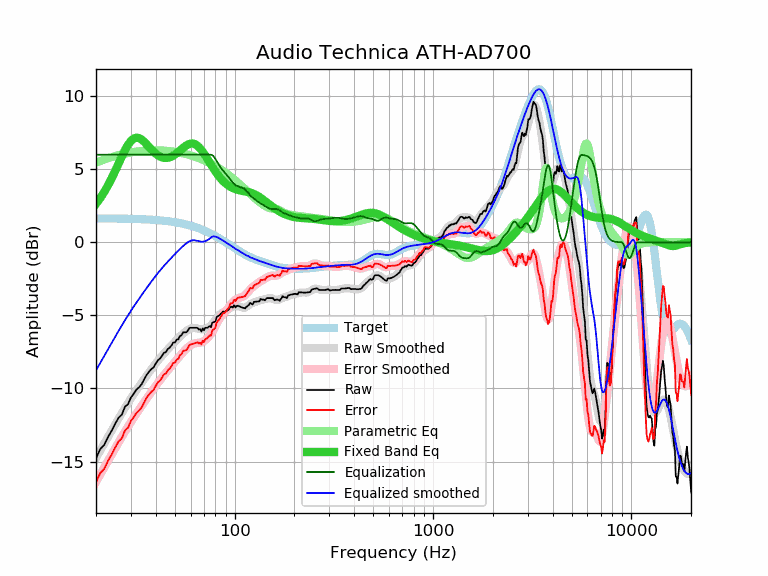 Audio Technica ATH-AD700
10
5
0
−5
−10
−15
Amplitude (dBr)
Target
Raw Smoothed
Error Smoothed
Raw
Error
Parametric Eq
Fixed Band Eq
Equalization
Equalized smoothed
100 1000 10000
Frequency (Hz)